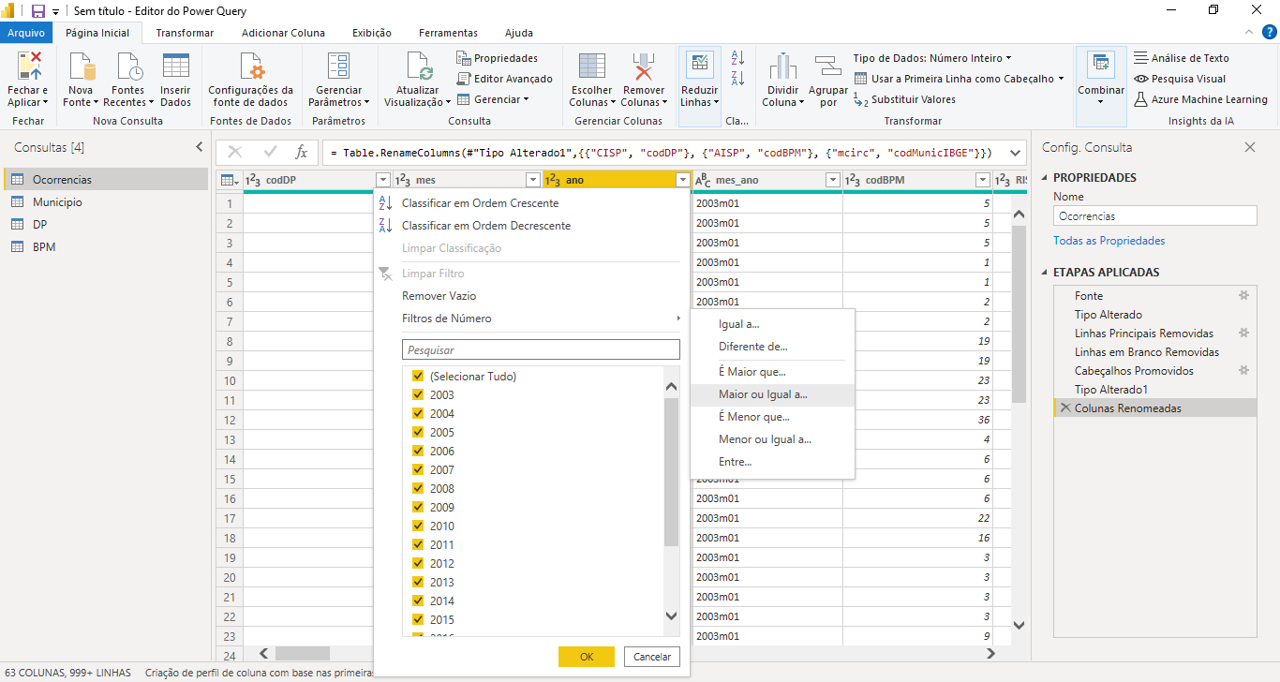 Sem título - Editor do Power Query
Arquivo
Página Inicial
Transformar
Adicionar Coluna
Exibição
Ferramentas
Ajuda
Fechar e Aplicar
Nova Fonte
Fontes Recentes
Inserir Dados
Configurações da fonte de dados
Gerenciar Parâmetros
Atualizar Visualização
Propriedades
Editor Avançado
Gerenciar
Escolher Colunas
Remover Colunas
Reduzir Linhas
Dividir Coluna
Agrupar por
Tipo de Dados: Número Inteiro
Usar a Primeira Linha como Cabeçalho
Substituir Valores
Combinar
Análise de Texto
Pesquisa Visual
Azure Machine Learning
Fechar
Nova Consulta
Fontes de Dados
Parâmetros
Consulta
Gerenciar Colunas
Cla...
Transformar
Insights da IA
Consultas [4]
Ocorrencias
Municipio
DP
BPM
fx
= Table.RenameColumns(#"Tipo Alterado1",{{"CISP", "codDP"}, {"AISP", "codBPM"}, {"mcirc", "codMunicIBGE"}})
codDP
mes
ano
mes_ano
codBPM
1 2003m01 5
2 2003m01 5
3 2003m01 5
4 2003m01 1
5 2003m01 1
6 2003m01 2
7 2
8 19
9 19
10 23
11 23
12 36
13 4
14 6
15 2003m01 6
16 2003m01 6
17 2003m01 22
18 2003m01 16
19 2003m01 3
20 2003m01 3
21 2003m01 3
22 2003m01 3
23 2003m01 9
24
Classificar em Ordem Crescente
Classificar em Ordem Decrescente
Limpar Classificação
Limpar Filtro
Remover Vazio
Filtros de Número
Pesquisar
(Selecionar Tudo)
2003
2004
2005
2006
2007
2008
2009
2010
2011
2012
2013
2014
2015
OK
Cancelar
Igual a...
Diferente de...
É Maior que...
Maior ou Igual a...
É Menor que...
Menor ou Igual a...
Entre...
Config. Consulta
PROPRIEDADES
Nome
Ocorrencias
Todas as Propriedades
ETAPAS APLICADAS
Fonte
Tipo Alterado
Linhas Principais Removidas
Linhas em Branco Removidas
Cabeçalhos Promovidos
Tipo Alterado1
Colunas Renomeadas
63 COLUNAS, 999+ LINHAS
Criação de perfil de coluna com base nas primeiras